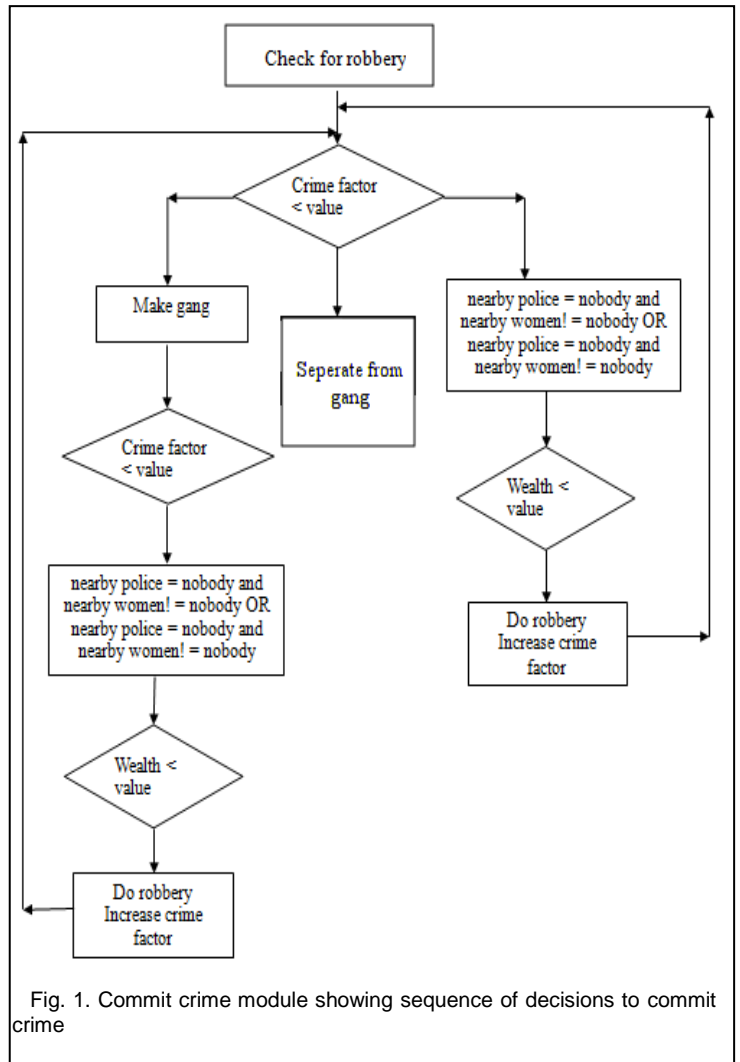 Check for robbery
Crime factor
< value
Make gang
Seperate from
gang
nearby police = nobody and
nearby women! = nobody OR
nearby police = nobody and
nearby women! = nobody
Crime factor
< value
Wealth <
value
nearby police = nobody and
nearby women! = nobody OR
nearby police = nobody and
nearby women! = nobody
Do robbery
Increase crime
factor
Wealth <
value
Do robbery
Increase crime
factor
Fig. 1. Commit crime module showing sequence of decisions to commit
crime